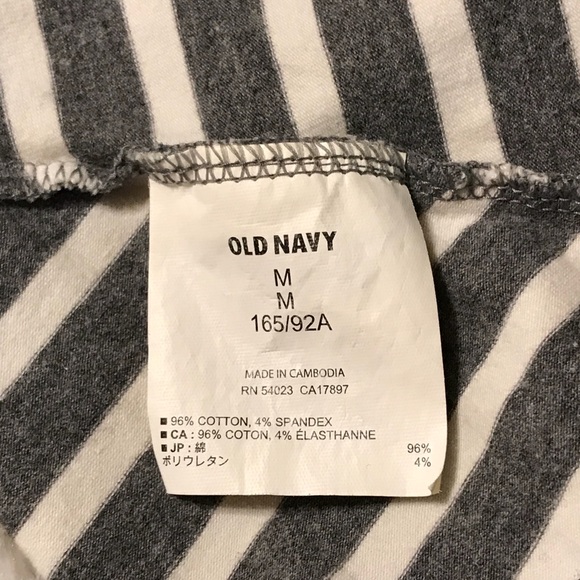 OLD NAVY
M
M
165/92A
MADE IN CAMBODIA
RN 54023 CA17897
■ 96% COTTON, 4% SPANDEX
■ CA : 96% COTON, 4% ÉLASTHANNE
■ JP : 綿 96%
ポリウレタン 4%